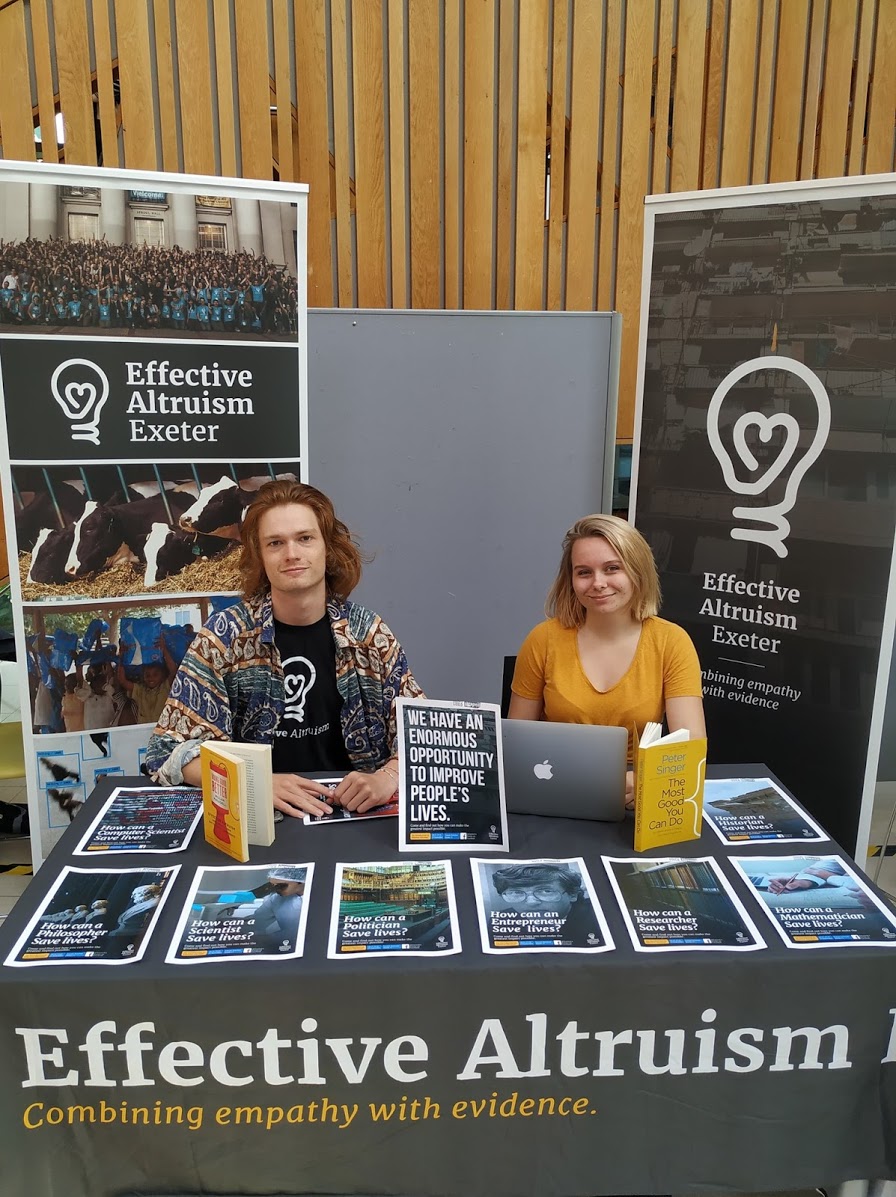 Effective
Altruism
Exeter
Effective
Altruism
Exeter
combining empathy
with evidence
Altruism
WE HAVE AN
ENORMOUS
OPPORTUNITY
TO IMPROVE
PEOPLE'S
LIVES.
Peter
Singer
The
Most
Good
You
Can Do
How can a
Computer Scientist
Save lives?
How can a
Historian
Save lives?
How can a
Philosopher
Save lives?
How can a
Scientist
Save lives?
How can a
Politician
Save lives?
How can an
Entrepreneur
Save lives?
How can a
Researcher
Save lives?
How can a
Mathematician
Save lives?
Effective Altruism
Combining empathy with evidence.